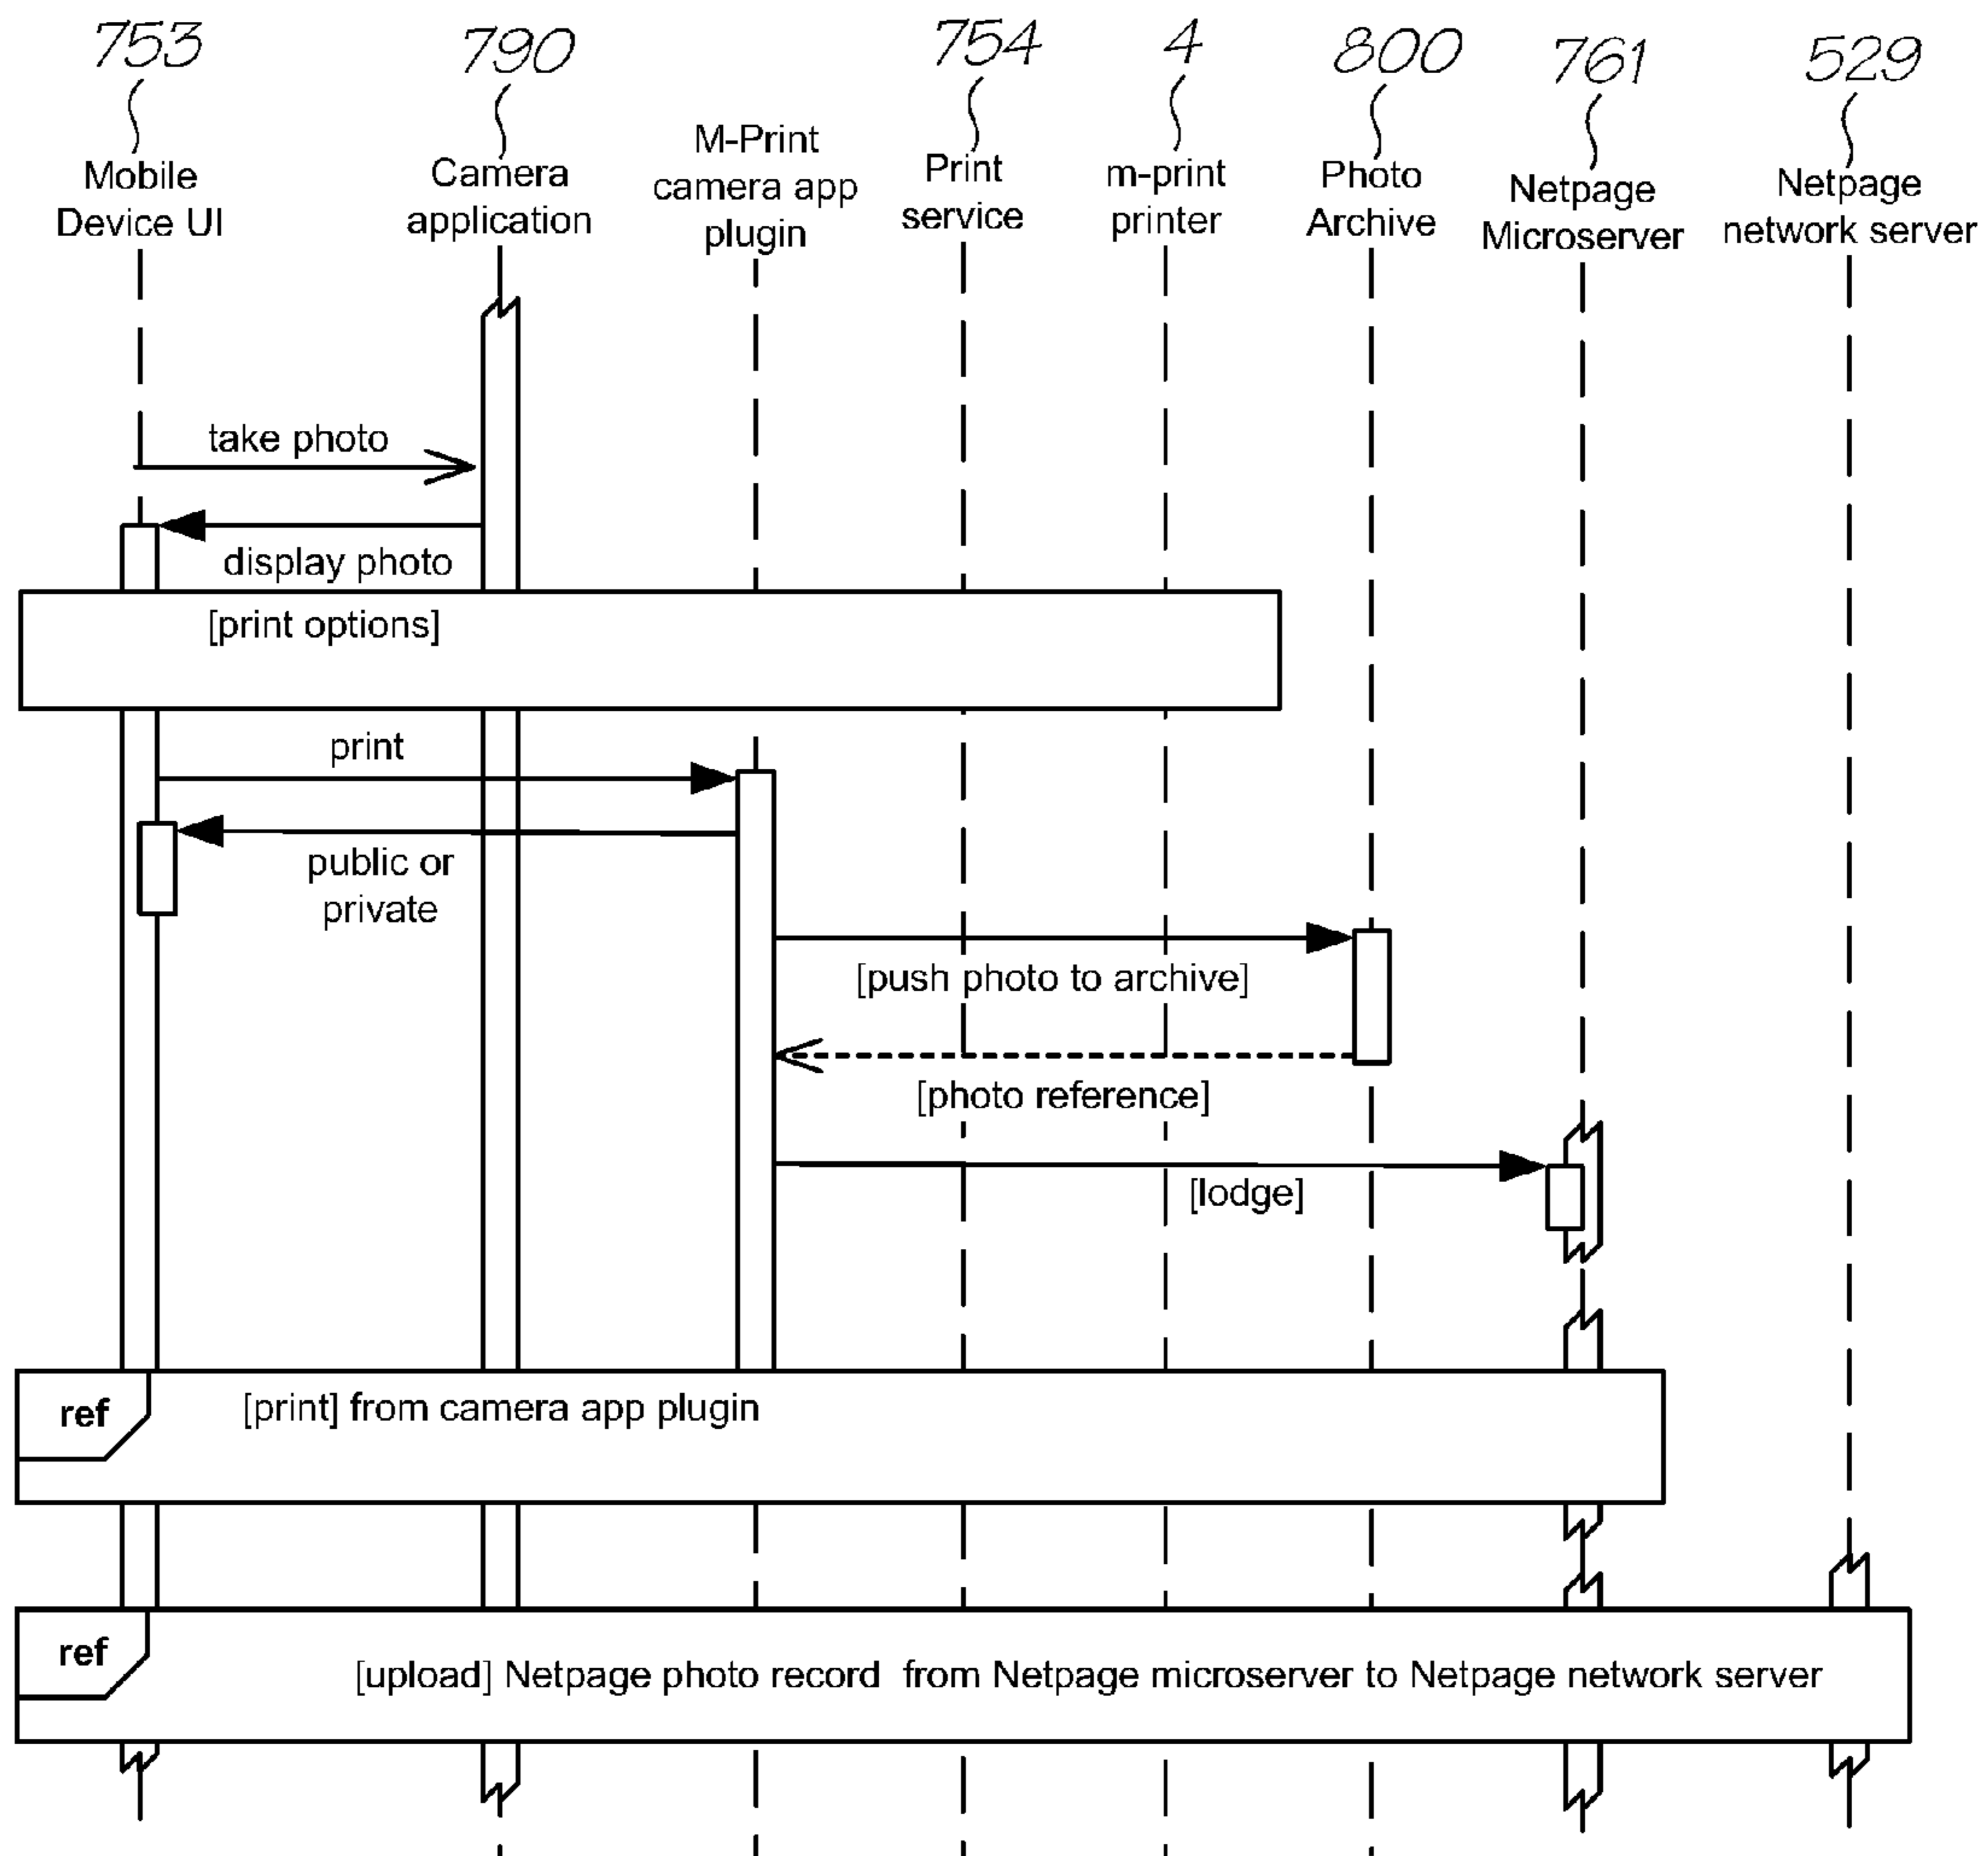 753
790
754
4
800
761
529
Mobile
Device UI
Camera
application
M-Print
camera app
plugin
Print
service
m-print
printer
Photo
Archive
Netpage
Microserver
Netpage
network server
take photo
display photo
[print options]
print
public or
private
[push photo to archive]
[photo reference]
[lodge]
ref
[print] from camera app plugin
ref
[upload] Netpage photo record from Netpage microserver to Netpage network server